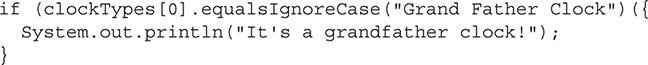 if (clockTypes[0].equalsIgnoreCase("Grand Father Clock")({
  System.out.println("It's a grandfather clock!");
}